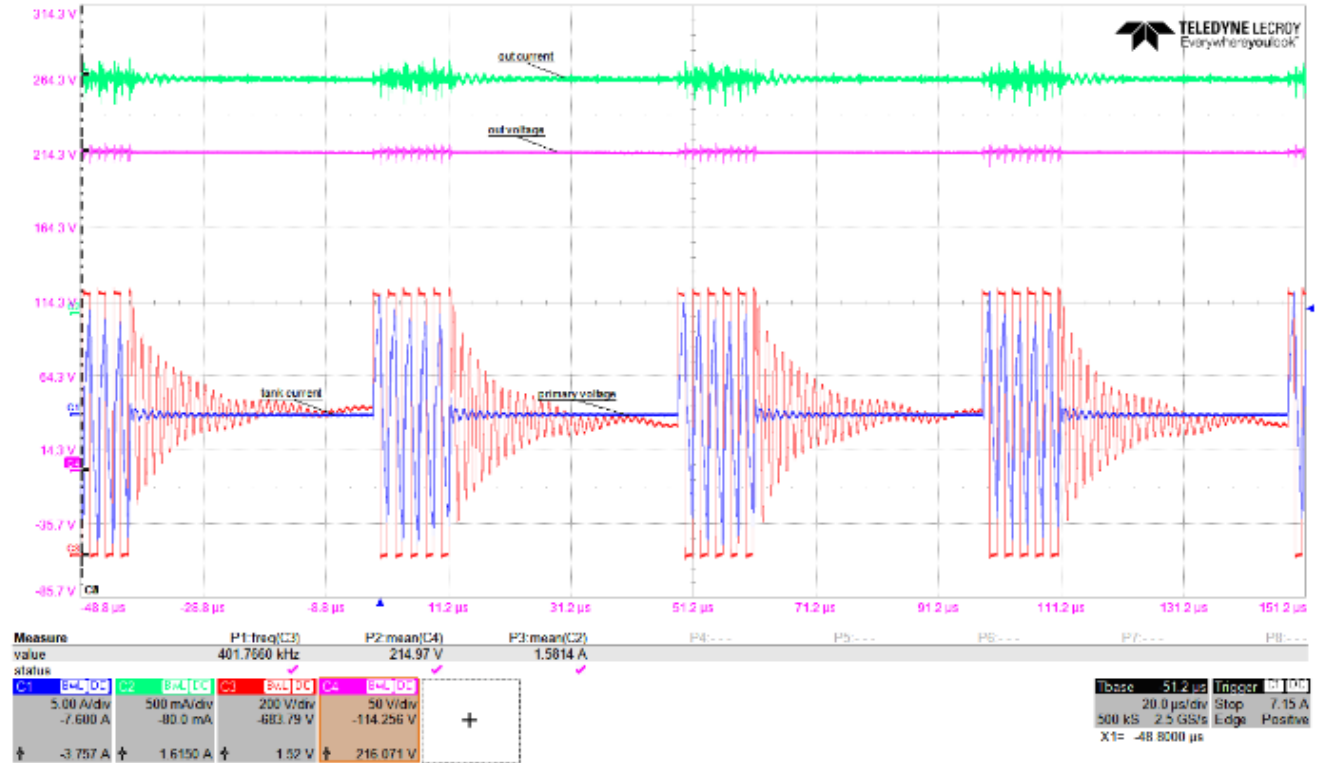 314.3 V
TELEDYNE LECROY
Everywhereyoulook™
out current
264.3 V
out voltage
214.3 V
164.3 V
114.3 V
64.3 V
tank current
primary voltage
C1
14.3 V
-35.7 V
C3
-85.7 V
C3
-48.8 µs -28.8 µs -8.8 µs 11.2 µs 31.2 µs 51.2 µs 71.2 µs 91.2 µs 111.2 µs 131.2 µs 151.2 µs
Measure P1:freq(C3) P2:mean(C4) P3:mean(C2) P4:- - - P5:- - - P6:- - - P7:- - - P8:- - -
value 401.7660 kHz 214.97 V 1.5814 A
status
C1 BwL DC C2 BwL DC C3 BwL DC C4 BwL DC
5.00 A/div 500 mA/div 200 V/div 50 V/div
-7.600 A -80.0 mA -683.79 V -114.256 V
-3.757 A 1.6150 A 1.52 V 216.071 V
+
Tbase 51.2 µs Trigger C1 DC
20.0 µs/div Stop 7.15 A
500 kS 2.5 GS/s Edge Positive
X1= -48.8000 µs